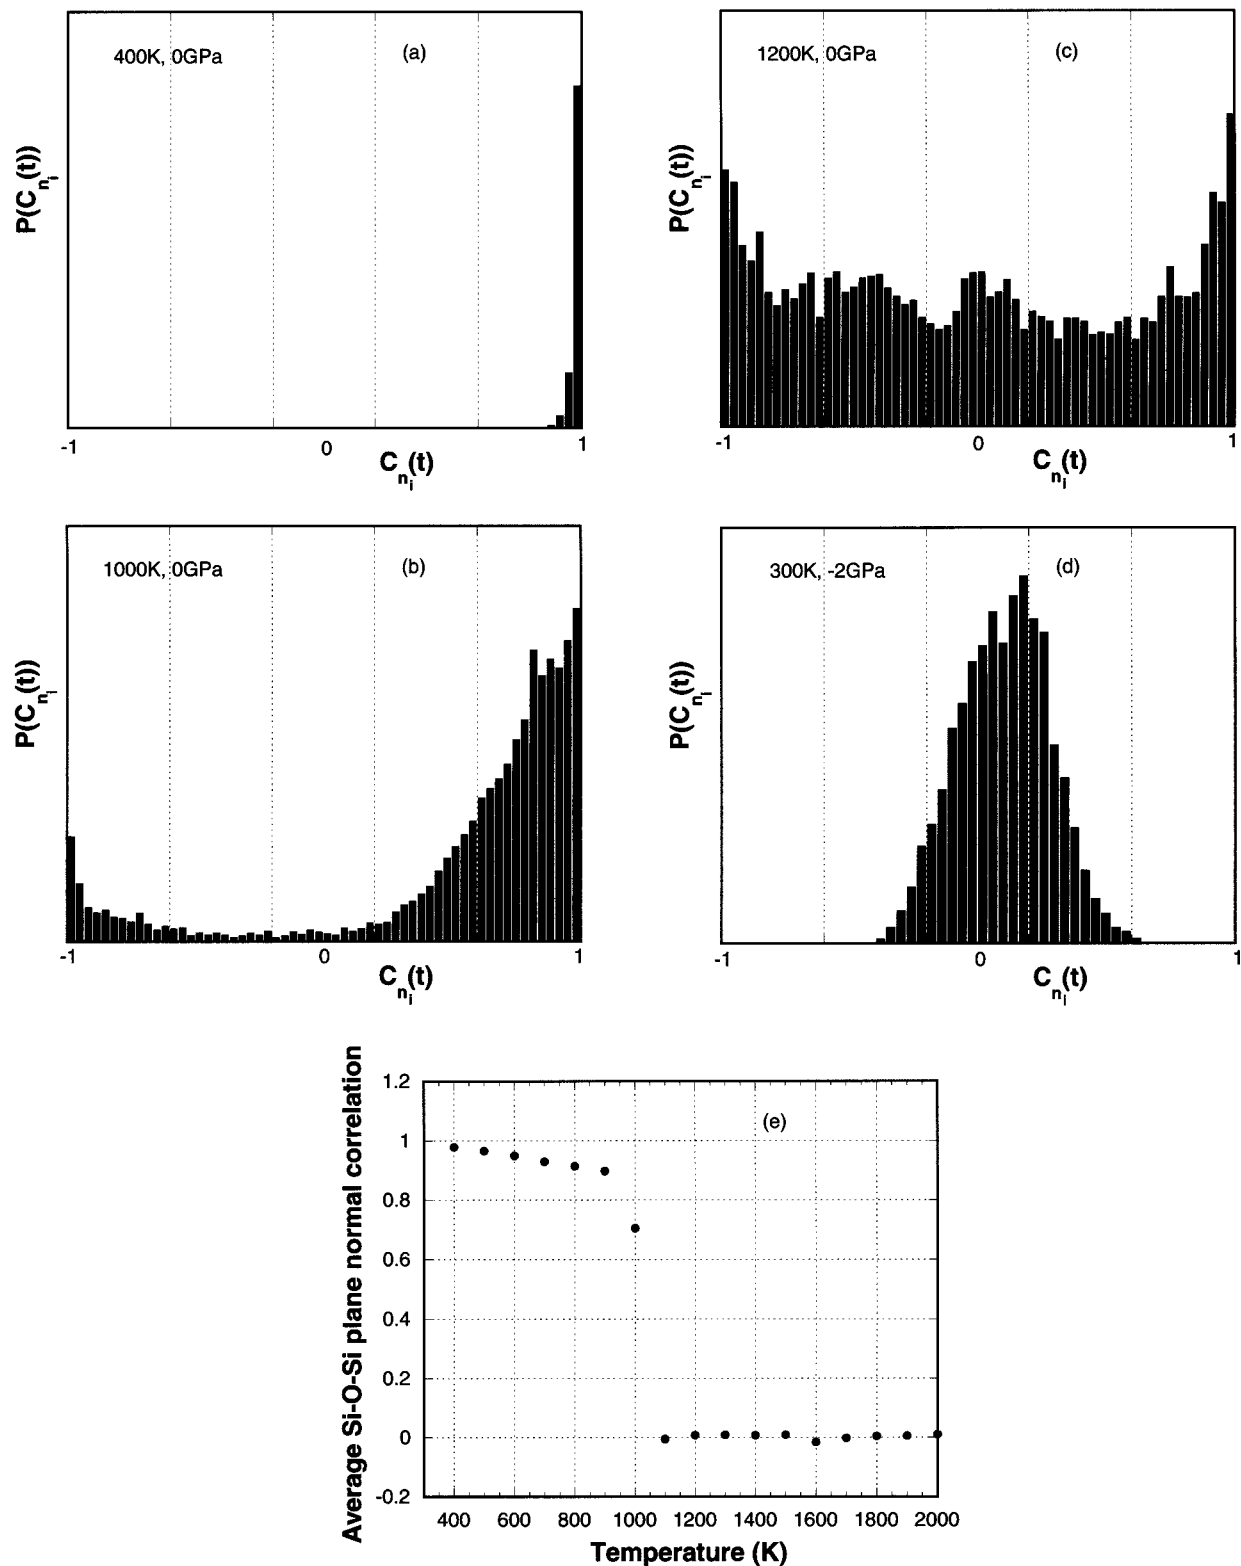 400K, 0GPa
(a)
P(C_{n_i}(t))
-1
0
1
C_{n_i}(t)
1200K, 0GPa
(c)
P(C_{n_i}(t))
-1
0
1
C_{n_i}(t)
1000K, 0GPa
(b)
P(C_{n_i}(t))
-1
0
1
C_{n_i}(t)
300K, -2GPa
(d)
P(C_{n_i}(t))
-1
0
1
C_{n_i}(t)
Average Si-O-Si plane normal correlation
1.2
1
0.8
0.6
0.4
0.2
0
-0.2
(e)
400 600 800 1000 1200 1400 1600 1800 2000
Temperature (K)